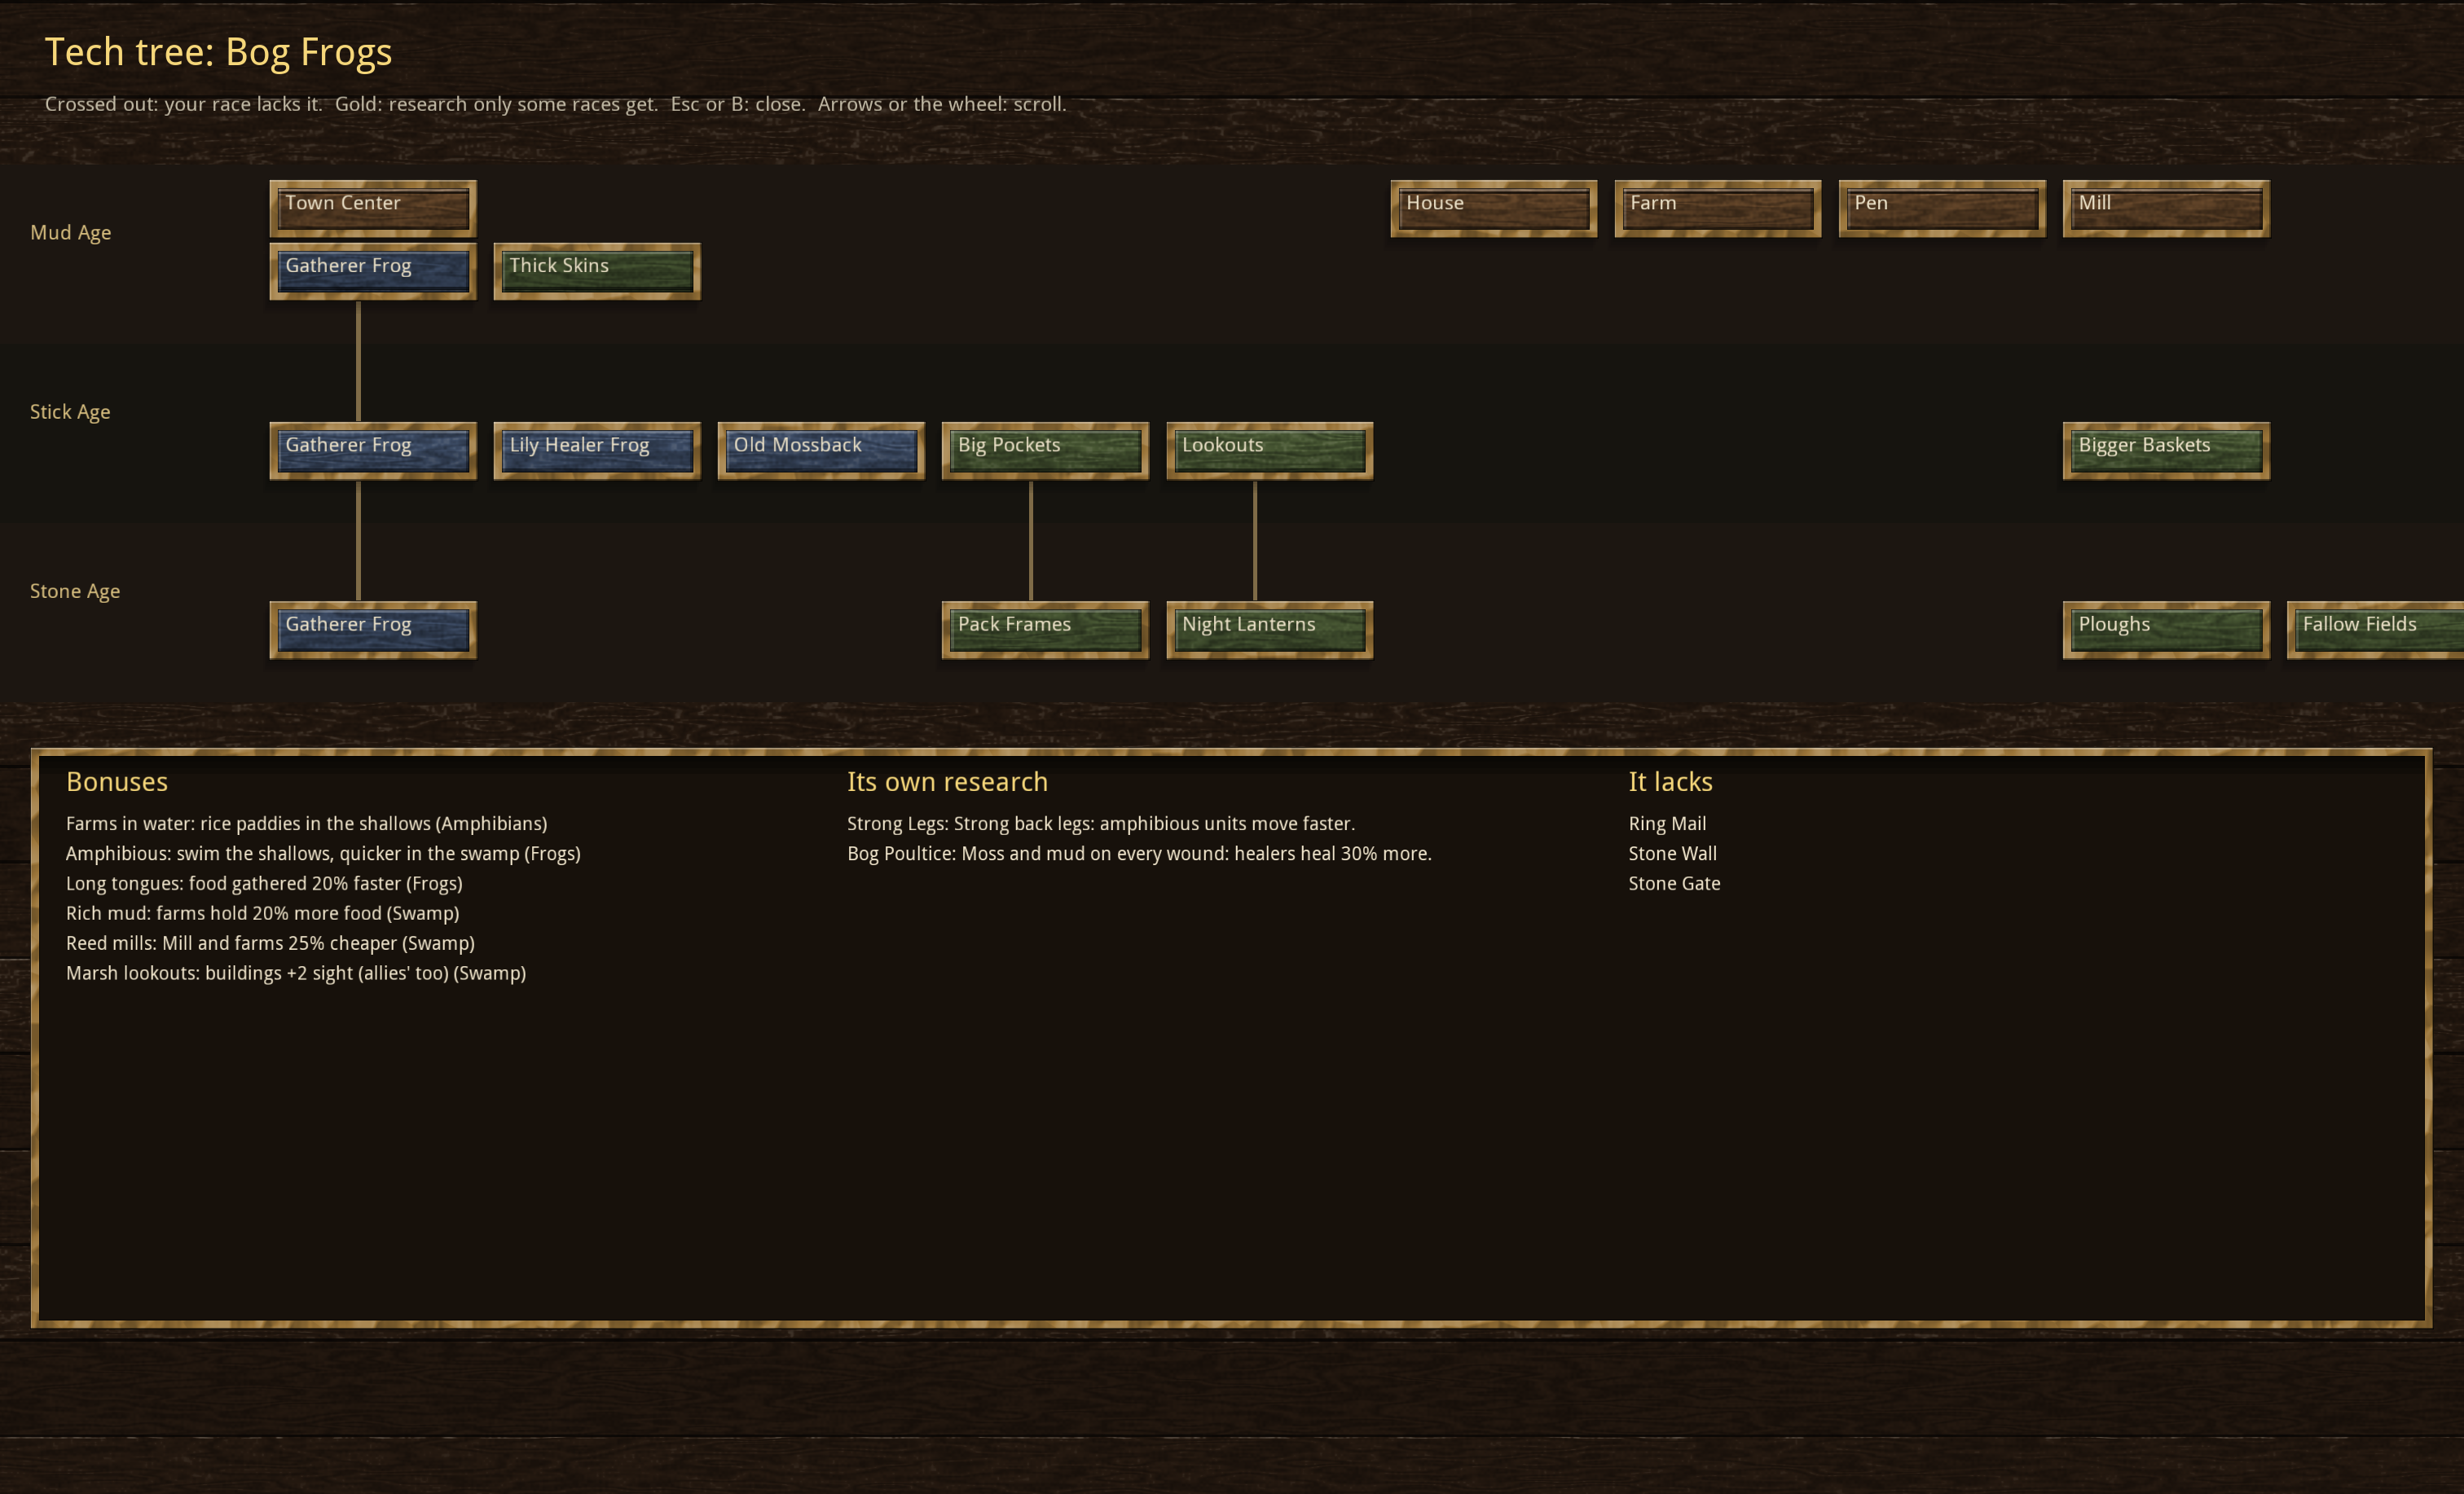 Tech tree: Bog Frogs
Crossed out: your race lacks it.  Gold: research only some races get.  Esc or B: close.  Arrows or the wheel: scroll.
Mud Age
Town Center
House
Farm
Pen
Mill
Gatherer Frog
Thick Skins
Stick Age
Gatherer Frog
Lily Healer Frog
Old Mossback
Big Pockets
Lookouts
Bigger Baskets
Stone Age
Gatherer Frog
Pack Frames
Night Lanterns
Ploughs
Fallow Fields
Bonuses
Farms in water: rice paddies in the shallows (Amphibians)
Amphibious: swim the shallows, quicker in the swamp (Frogs)
Long tongues: food gathered 20% faster (Frogs)
Rich mud: farms hold 20% more food (Swamp)
Reed mills: Mill and farms 25% cheaper (Swamp)
Marsh lookouts: buildings +2 sight (allies' too) (Swamp)
Its own research
Strong Legs: Strong back legs: amphibious units move faster.
Bog Poultice: Moss and mud on every wound: healers heal 30% more.
It lacks
Ring Mail
Stone Wall
Stone Gate